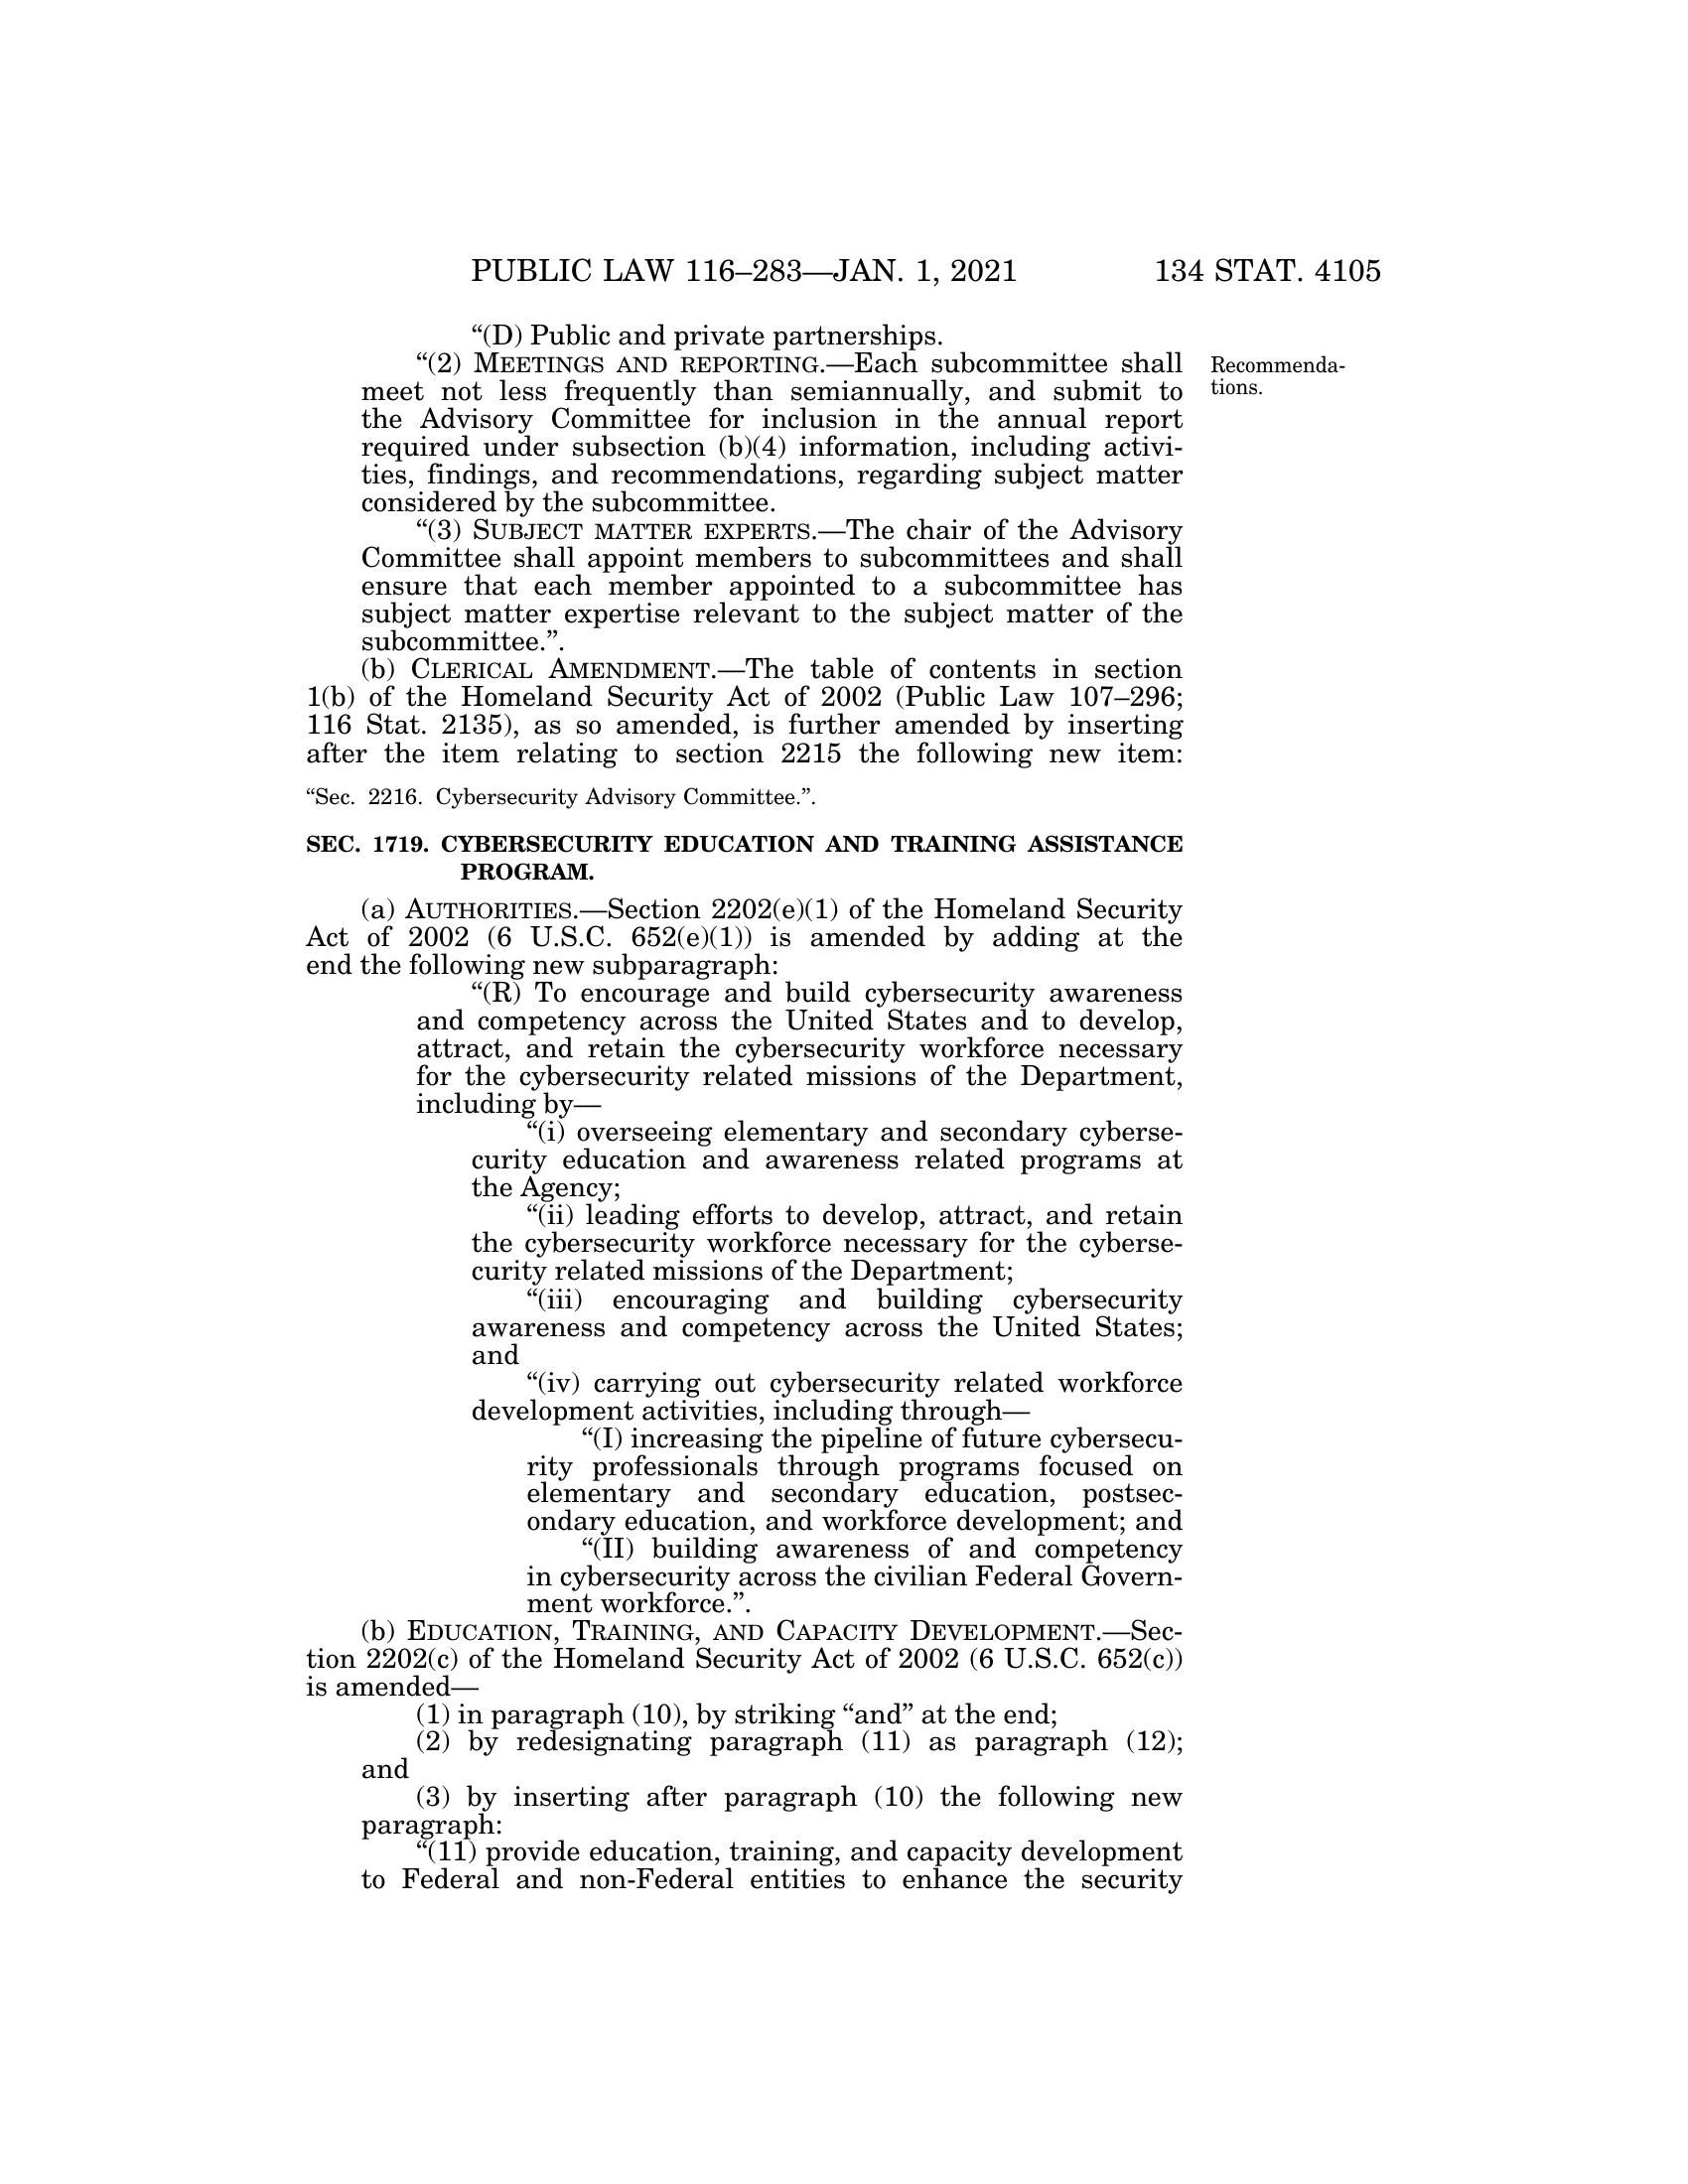 PUBLIC LAW 116–283—JAN. 1, 2021
134 STAT. 4105
“(D) Public and private partnerships.
“(2) MEETINGS AND REPORTING.—Each subcommittee shall
meet not less frequently than semiannually, and submit to
the Advisory Committee for inclusion in the annual report
required under subsection (b)(4) information, including activi-
ties, findings, and recommendations, regarding subject matter
considered by the subcommittee.
Recommenda-
tions.
“(3) SUBJECT MATTER EXPERTS.—The chair of the Advisory
Committee shall appoint members to subcommittees and shall
ensure that each member appointed to a subcommittee has
subject matter expertise relevant to the subject matter of the
subcommittee.”.
(b) CLERICAL AMENDMENT.—The table of contents in section
1(b) of the Homeland Security Act of 2002 (Public Law 107–296;
116 Stat. 2135), as so amended, is further amended by inserting
after the item relating to section 2215 the following new item:
“Sec. 2216. Cybersecurity Advisory Committee.”.
SEC. 1719. CYBERSECURITY EDUCATION AND TRAINING ASSISTANCE
PROGRAM.
(a) AUTHORITIES.—Section 2202(e)(1) of the Homeland Security
Act of 2002 (6 U.S.C. 652(e)(1)) is amended by adding at the
end the following new subparagraph:
“(R) To encourage and build cybersecurity awareness
and competency across the United States and to develop,
attract, and retain the cybersecurity workforce necessary
for the cybersecurity related missions of the Department,
including by—
“(i) overseeing elementary and secondary cyberse-
curity education and awareness related programs at
the Agency;
“(ii) leading efforts to develop, attract, and retain
the cybersecurity workforce necessary for the cyberse-
curity related missions of the Department;
“(iii) encouraging and building cybersecurity
awareness and competency across the United States;
and
“(iv) carrying out cybersecurity related workforce
development activities, including through—
“(I) increasing the pipeline of future cybersecu-
rity professionals through programs focused on
elementary and secondary education, postsec-
ondary education, and workforce development; and
“(II) building awareness of and competency
in cybersecurity across the civilian Federal Govern-
ment workforce.”.
(b) EDUCATION, TRAINING, AND CAPACITY DEVELOPMENT.—Sec-
tion 2202(c) of the Homeland Security Act of 2002 (6 U.S.C. 652(c))
is amended—
(1) in paragraph (10), by striking “and” at the end;
(2) by redesignating paragraph (11) as paragraph (12);
and
(3) by inserting after paragraph (10) the following new
paragraph:
“(11) provide education, training, and capacity development
to Federal and non-Federal entities to enhance the security